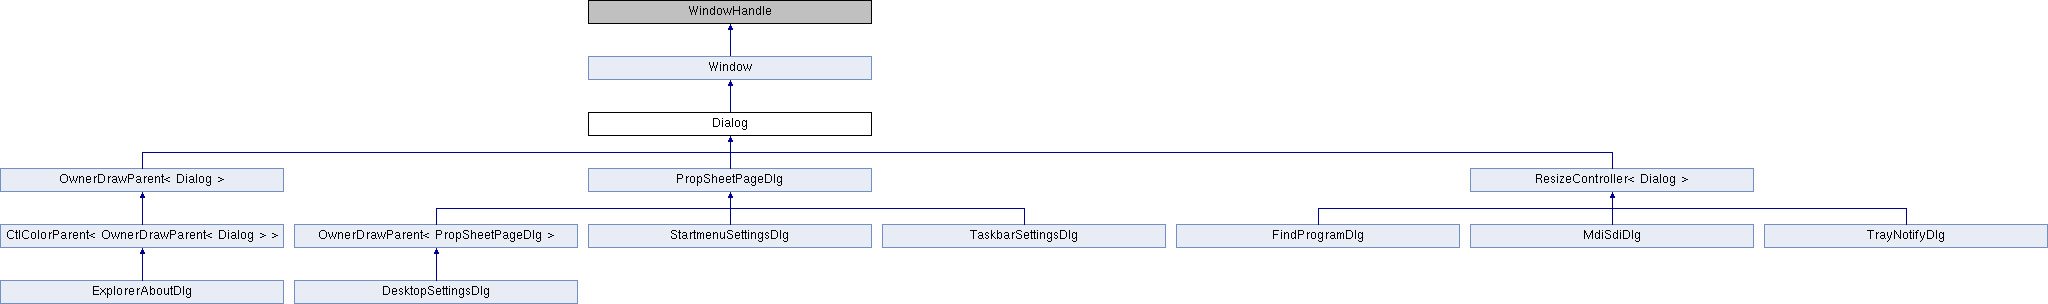 WindowHandle
Window
Dialog
OwnerDrawParent< Dialog >
PropSheetPageDlg
ResizeController< Dialog >
CtlColorParent< OwnerDrawParent< Dialog > >
OwnerDrawParent< PropSheetPageDlg >
StartmenuSettingsDlg
TaskbarSettingsDlg
FindProgramDlg
MdiSdiDlg
TrayNotifyDlg
ExplorerAboutDlg
DesktopSettingsDlg